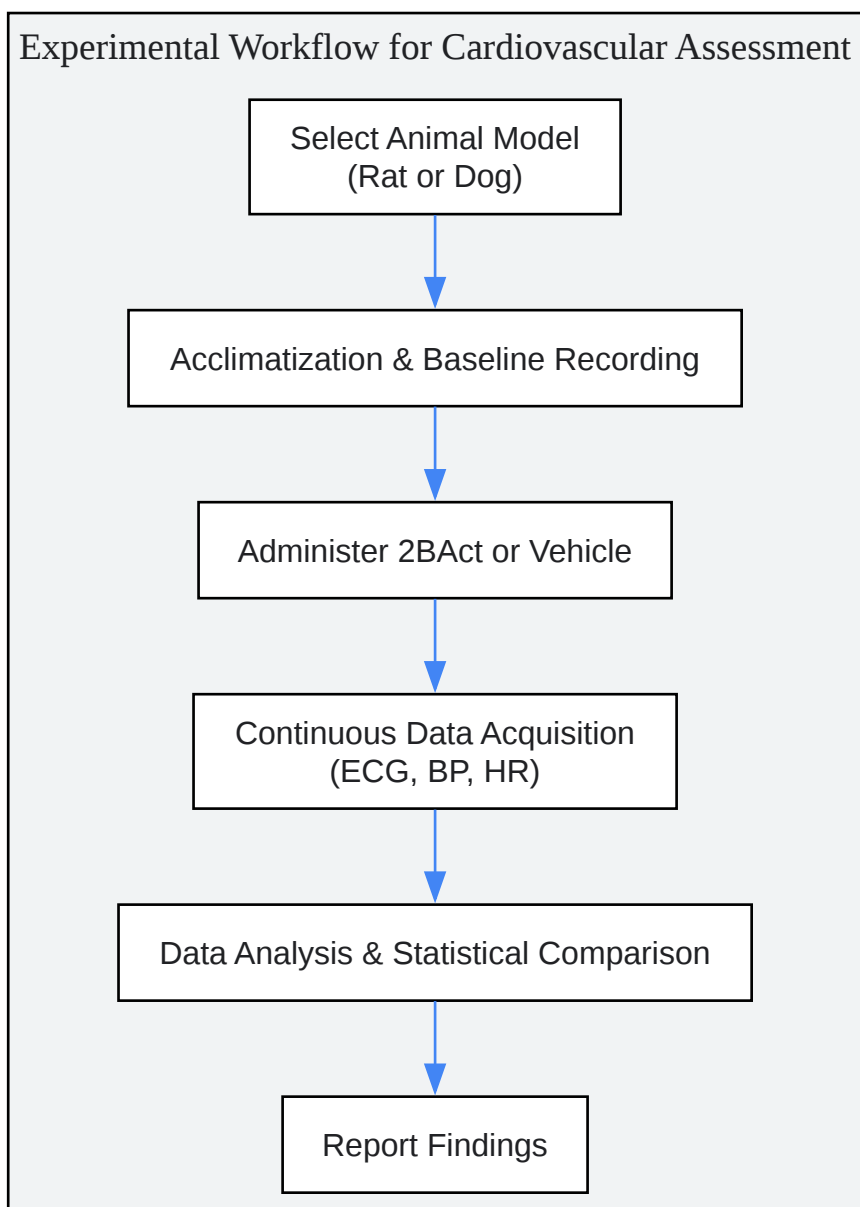 Experimental Workflow for Cardiovascular Assessment
Select Animal Model
(Rat or Dog)
Acclimatization & Baseline Recording
Administer 2BAct or Vehicle
Continuous Data Acquisition
(ECG, BP, HR)
Data Analysis & Statistical Comparison
Report Findings